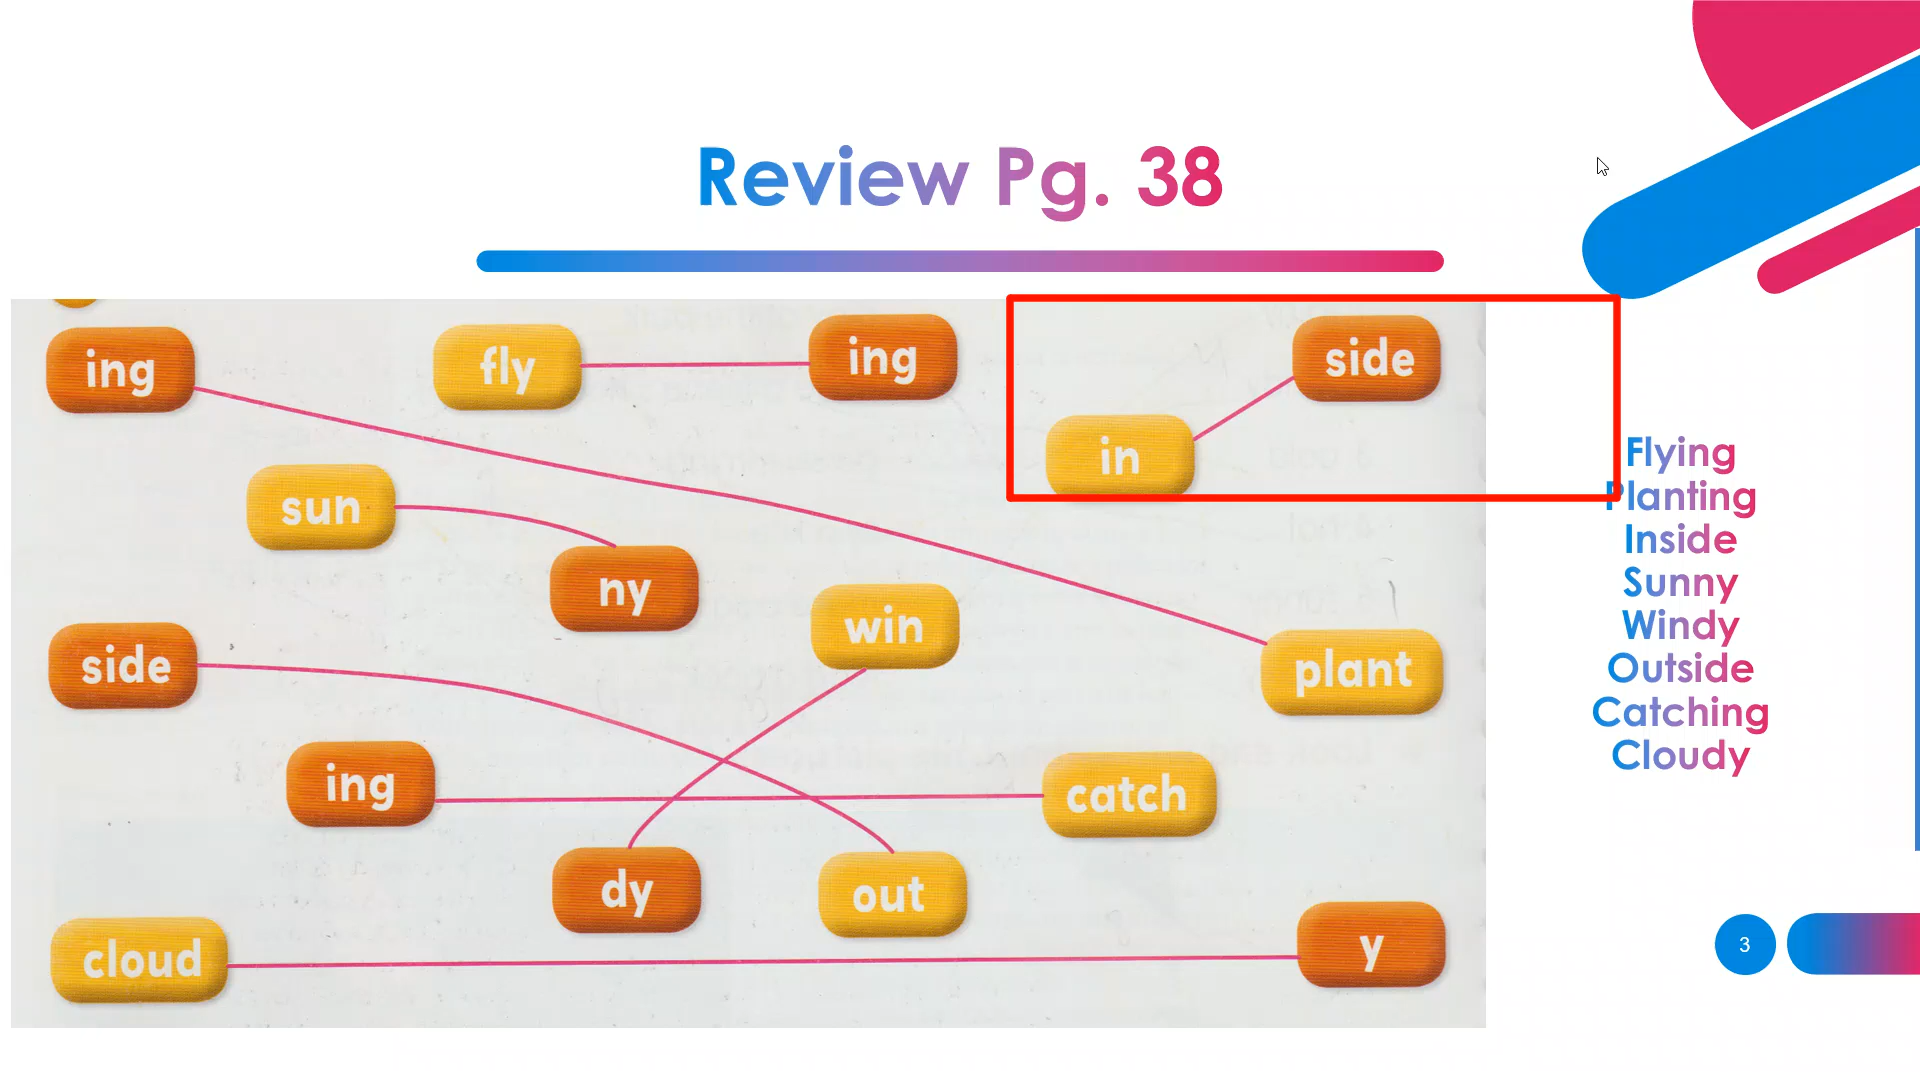 Review Pg. 38
ing
fly
ing
side
in
sun
ny
win
side
plant
ing
catch
dy
out
cloud
y
Flying
Planting
Inside
Sunny
Windy
Outside
Catching
Cloudy
3